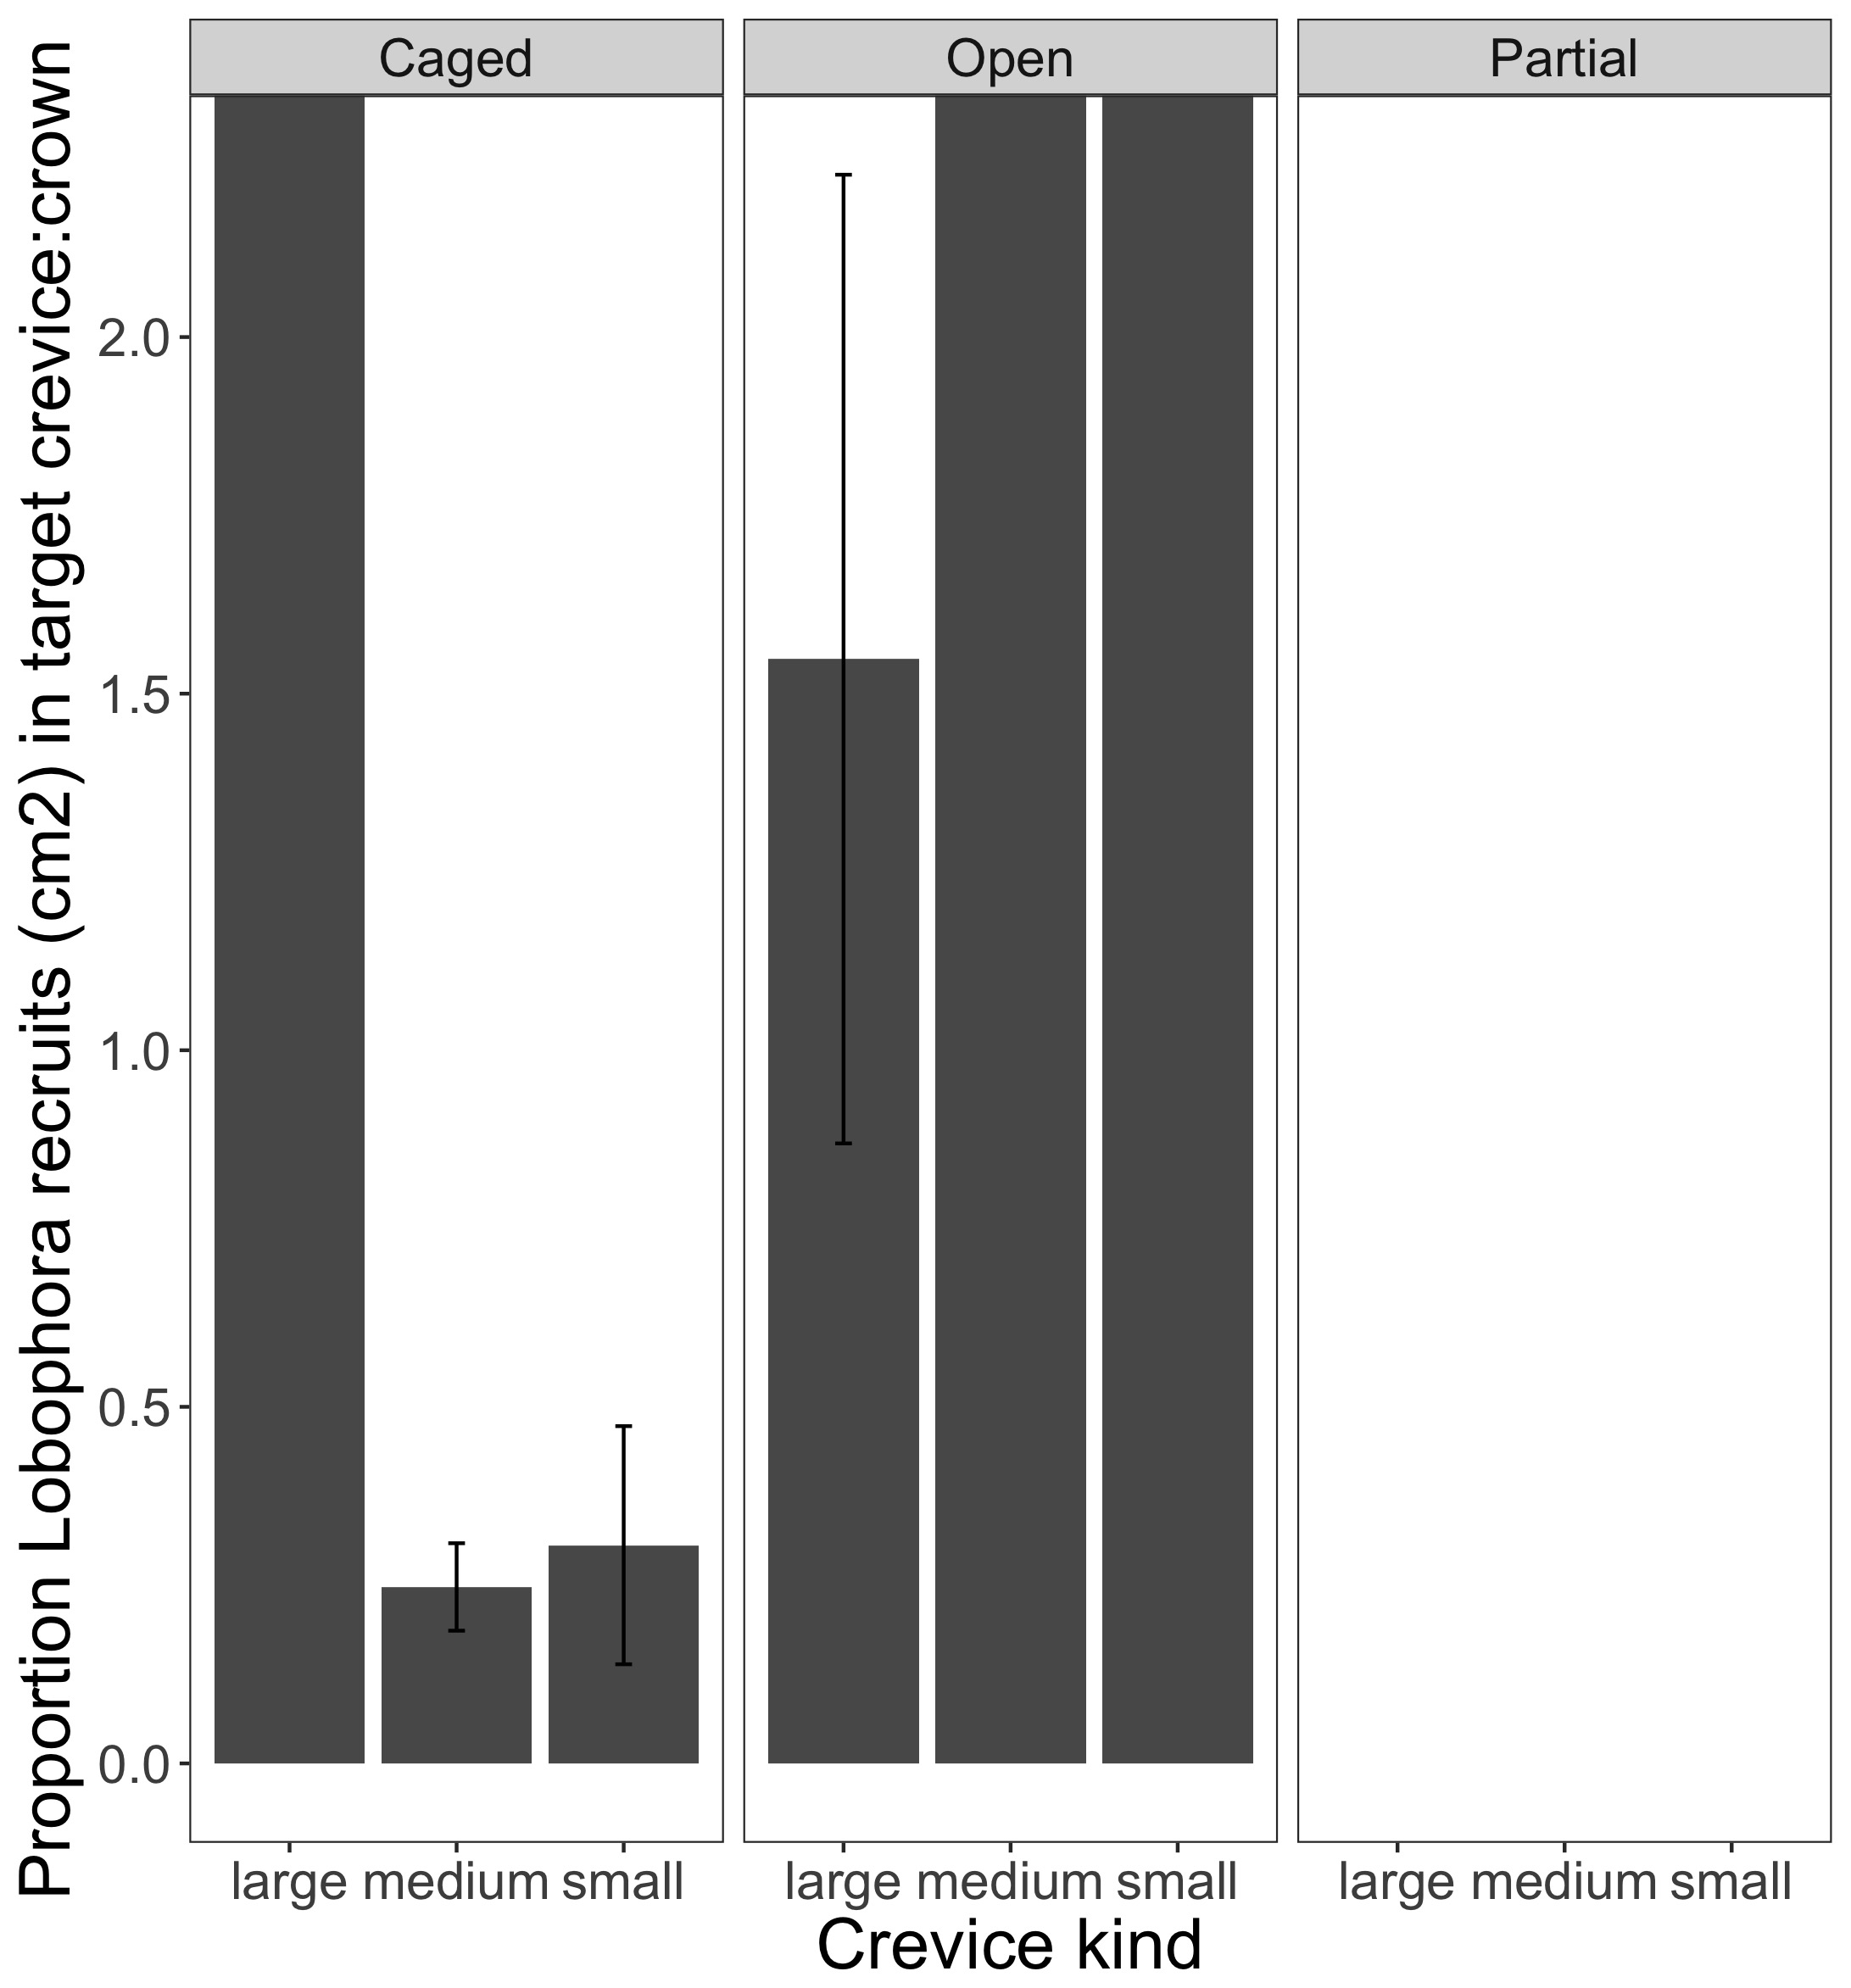 Caged Open Partial
Proportion Lobophora recruits (cm2) in target crevice:crown
2.0
1.5
1.0
0.5
0.0
large medium small large medium small large medium small
Crevice kind